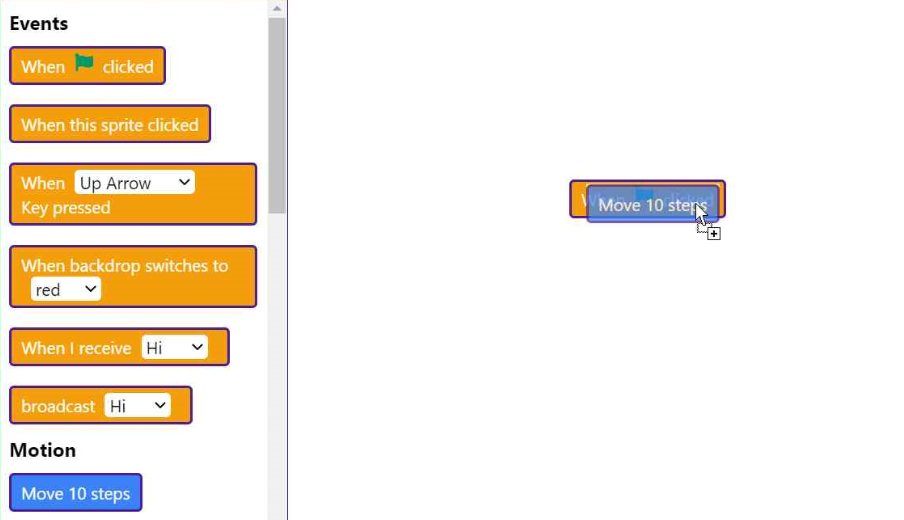 Events
When clicked
When this sprite clicked
When Up Arrow
Key pressed
When backdrop switches to
red
When I receive Hi
broadcast Hi
Motion
Move 10 steps
Move 10 steps